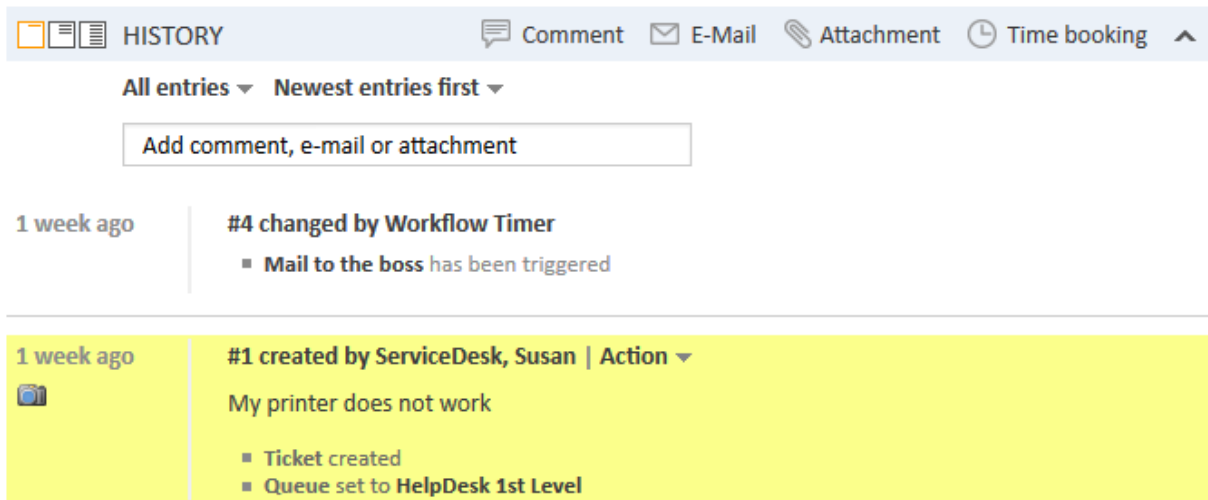 HISTORY Comment E-Mail Attachment Time booking
All entries Newest entries first
Add comment, e-mail or attachment
1 week ago #4 changed by Workflow Timer
Mail to the boss has been triggered
1 week ago #1 created by ServiceDesk, Susan | Action
My printer does not work
Ticket created
Queue set to HelpDesk 1st Level